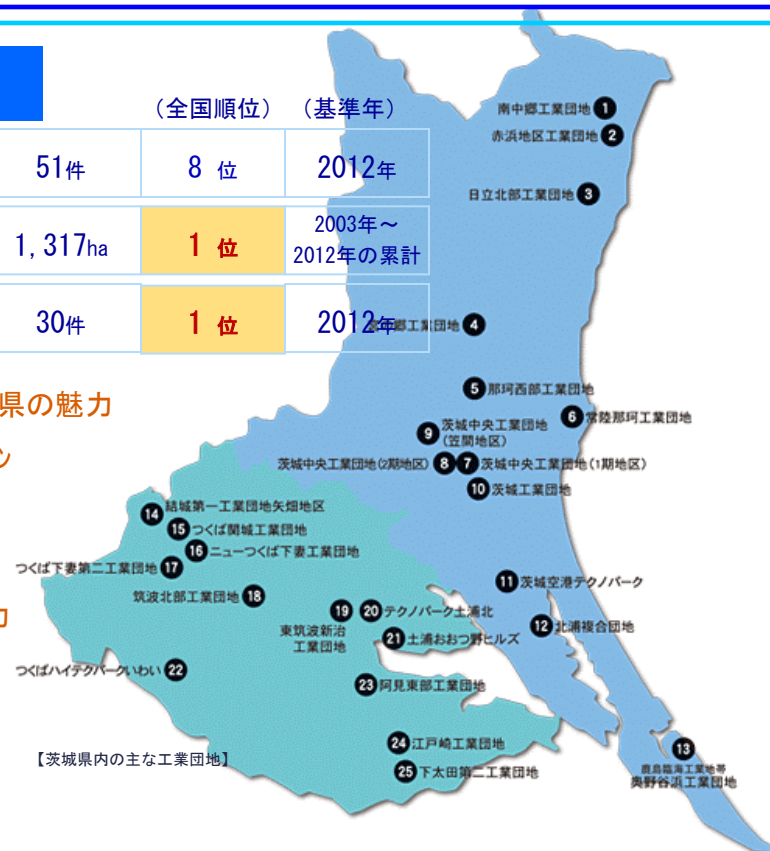 （全国順位）（基準年）
51件 8 位 2012年
1,317ha 1 位 2003年～
2012年の累計
30件 1 位 2012年
県の魅力
南中郷工業団地 1
赤浜地区工業団地 2
日立北部工業団地 3
郷工業団地 4
5 那珂西部工業団地
6 常陸那珂工業団地
9 茨城中央工業団地
(笠間地区)
茨城中央工業団地(2期地区) 8
7 茨城中央工業団地(1期地区)
10 茨城工業団地
14 結城第一工業団地矢畑地区
15 つくば関城工業団地
16 ニューつくば下妻工業団地
つくば下妻第二工業団地 17
筑波北部工業団地 18
19 東筑波新治
工業団地
20 テクノパーク土浦北
21 土浦おおつ野ヒルズ
11 茨城空港テクノパーク
12 北浦複合団地
つくばハイテクパークいわい 22
23 阿見東部工業団地
24 江戸崎工業団地
25 下太田第二工業団地
13
鹿島臨海工業地帯
奥野谷浜工業団地
【茨城県内の主な工業団地】